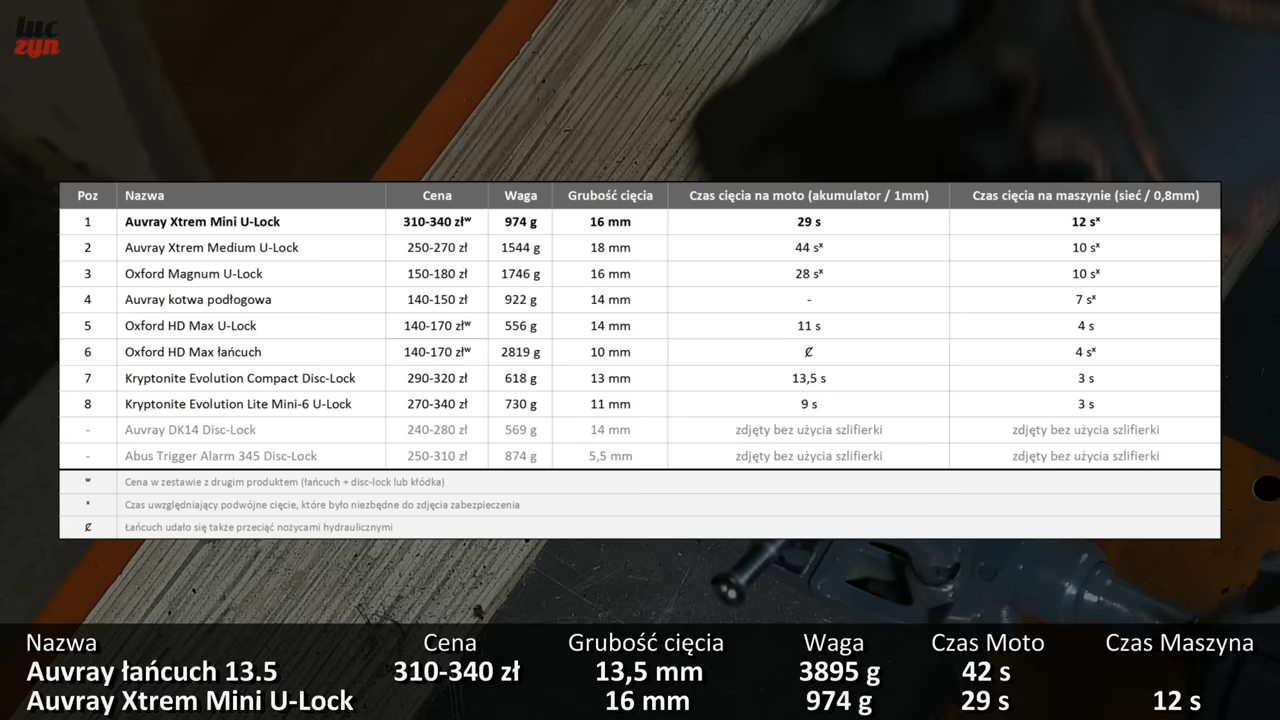 luc
zyn
Poz Nazwa Cena Waga Grubość cięcia Czas cięcia na moto (akumulator / 1mm) Czas cięcia na maszynie (sieć / 0,8mm)
1 Auvray Xtrem Mini U-Lock 310-340 złʷ 974 g 16 mm 29 s 12 sˣ
2 Auvray Xtrem Medium U-Lock 250-270 zł 1544 g 18 mm 44 sˣ 10 sˣ
3 Oxford Magnum U-Lock 150-180 zł 1746 g 16 mm 28 sˣ 10 sˣ
4 Auvray kotwa podłogowa 140-150 zł 922 g 14 mm - 7 sˣ
5 Oxford HD Max U-Lock 140-170 złʷ 556 g 14 mm 11 s 4 s
6 Oxford HD Max łańcuch 140-170 złʷ 2819 g 10 mm Ȼ 4 sˣ
7 Kryptonite Evolution Compact Disc-Lock 290-320 zł 618 g 13 mm 13,5 s 3 s
8 Kryptonite Evolution Lite Mini-6 U-Lock 270-340 zł 730 g 11 mm 9 s 3 s
- Auvray DK14 Disc-Lock 240-280 zł 569 g 14 mm zdjęty bez użycia szlifierki zdjęty bez użycia szlifierki
- Abus Trigger Alarm 345 Disc-Lock 250-310 zł 874 g 5,5 mm zdjęty bez użycia szlifierki zdjęty bez użycia szlifierki
ʷ Cena w zestawie z drugim produktem (łańcuch + disc-lock lub kłódka)
ˣ Czas uwzględniający podwójne cięcie, które było niezbędne do zdjęcia zabezpieczenia
Ȼ Łańcuch udało się także przeciąć nożycami hydraulicznymi
Nazwa Cena Grubość cięcia Waga Czas Moto Czas Maszyna
Auvray łańcuch 13.5 310-340 zł 13,5 mm 3895 g 42 s
Auvray Xtrem Mini U-Lock 16 mm 974 g 29 s 12 s